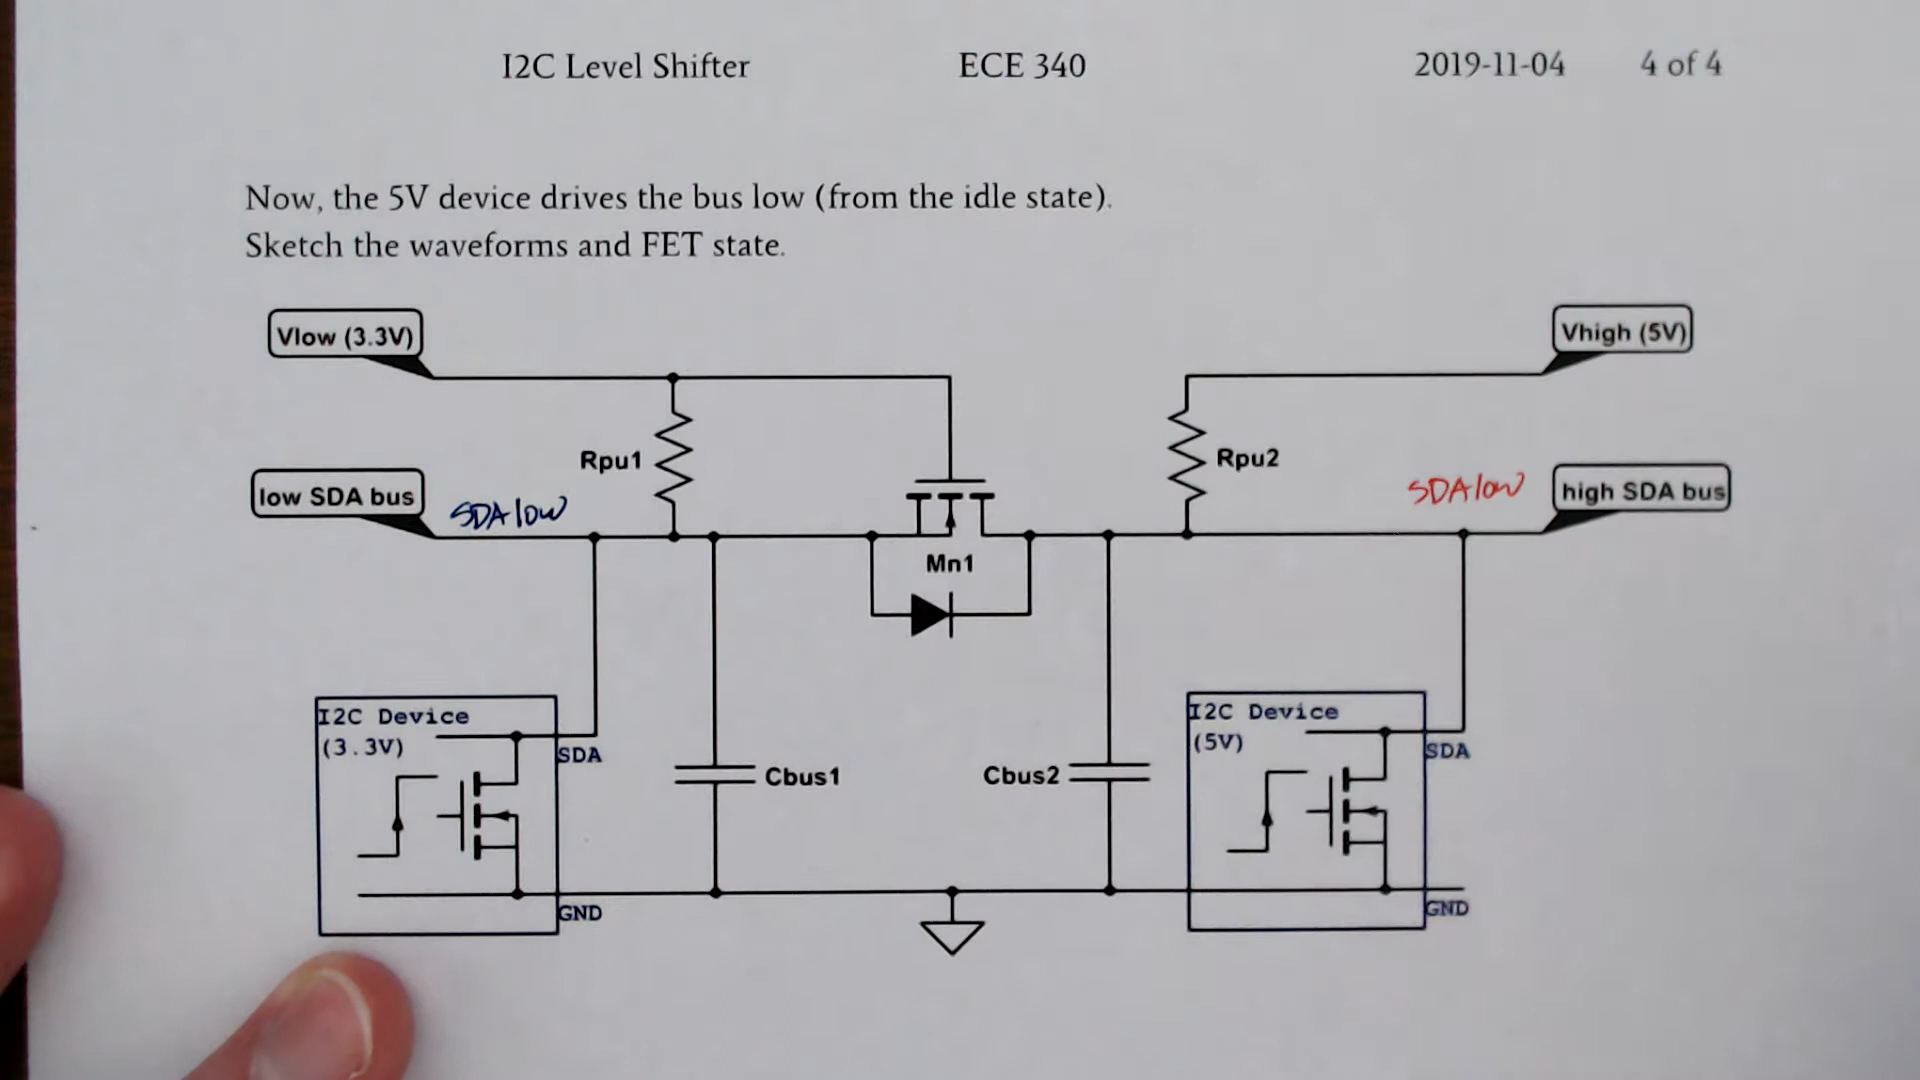 I2C Level Shifter ECE 340 2019-11-04 4 of 4
Now, the 5V device drives the bus low (from the idle state).
Sketch the waveforms and FET state.
Vlow (3.3V)
Vhigh (5V)
Rpu1
Rpu2
low SDA bus
SDA low
SDA low
high SDA bus
Mn1
I2C Device
(3.3V)
SDA
Cbus1
Cbus2
I2C Device
(5V)
SDA
GND
GND